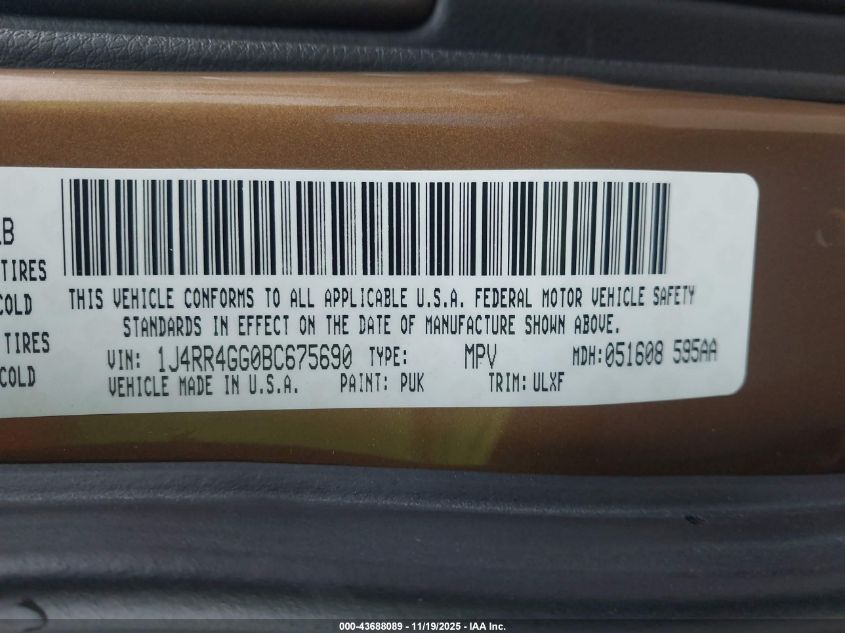 LB
TIRES
COLD
TIRES
COLD
THIS VEHICLE CONFORMS TO ALL APPLICABLE U.S.A. FEDERAL MOTOR VEHICLE SAFETY
STANDARDS IN EFFECT ON THE DATE OF MANUFACTURE SHOWN ABOVE.
VIN: 1J4RR4GG0BC675690 TYPE: MPV MDH:051608 595AA
VEHICLE MADE IN U.S.A. PAINT: PUK TRIM: ULXF
000-43688089 - 11/19/2025 - IAA Inc.